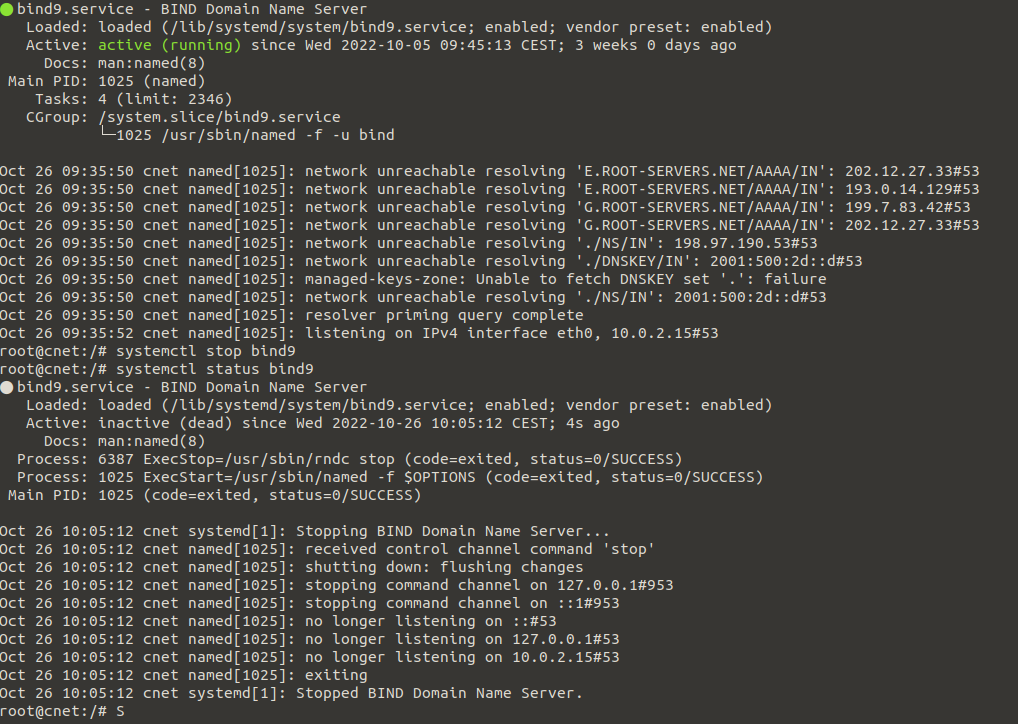 bind9.service - BIND Domain Name Server
Loaded: loaded (/lib/systemd/system/bind9.service; enabled; vendor preset: enabled)
Active: active (running) since Wed 2022-10-05 09:45:13 CEST; 3 weeks 0 days ago
Docs: man:named(8)
Main PID: 1025 (named)
Tasks: 4 (limit: 2346)
CGroup: /system.slice/bind9.service
└─1025 /usr/sbin/named -f -u bind
Oct 26 09:35:50 cnet named[1025]: network unreachable resolving 'E.ROOT-SERVERS.NET/AAAA/IN': 202.12.27.33#53
Oct 26 09:35:50 cnet named[1025]: network unreachable resolving 'E.ROOT-SERVERS.NET/AAAA/IN': 193.0.14.129#53
Oct 26 09:35:50 cnet named[1025]: network unreachable resolving 'G.ROOT-SERVERS.NET/AAAA/IN': 199.7.83.42#53
Oct 26 09:35:50 cnet named[1025]: network unreachable resolving 'G.ROOT-SERVERS.NET/AAAA/IN': 202.12.27.33#53
Oct 26 09:35:50 cnet named[1025]: network unreachable resolving './NS/IN': 198.97.190.53#53
Oct 26 09:35:50 cnet named[1025]: network unreachable resolving './DNSKEY/IN': 2001:500:2d::d#53
Oct 26 09:35:50 cnet named[1025]: managed-keys-zone: Unable to fetch DNSKEY set '.': failure
Oct 26 09:35:50 cnet named[1025]: network unreachable resolving './NS/IN': 2001:500:2d::d#53
Oct 26 09:35:50 cnet named[1025]: resolver priming query complete
Oct 26 09:35:52 cnet named[1025]: listening on IPv4 interface eth0, 10.0.2.15#53
root@cnet:/# systemctl stop bind9
root@cnet:/# systemctl status bind9
bind9.service - BIND Domain Name Server
Loaded: loaded (/lib/systemd/system/bind9.service; enabled; vendor preset: enabled)
Active: inactive (dead) since Wed 2022-10-26 10:05:12 CEST; 4s ago
Docs: man:named(8)
Process: 6387 ExecStop=/usr/sbin/rndc stop (code=exited, status=0/SUCCESS)
Process: 1025 ExecStart=/usr/sbin/named -f $OPTIONS (code=exited, status=0/SUCCESS)
Main PID: 1025 (code=exited, status=0/SUCCESS)
Oct 26 10:05:12 cnet systemd[1]: Stopping BIND Domain Name Server...
Oct 26 10:05:12 cnet named[1025]: received control channel command 'stop'
Oct 26 10:05:12 cnet named[1025]: shutting down: flushing changes
Oct 26 10:05:12 cnet named[1025]: stopping command channel on 127.0.0.1#953
Oct 26 10:05:12 cnet named[1025]: stopping command channel on ::1#953
Oct 26 10:05:12 cnet named[1025]: no longer listening on ::#53
Oct 26 10:05:12 cnet named[1025]: no longer listening on 127.0.0.1#53
Oct 26 10:05:12 cnet named[1025]: no longer listening on 10.0.2.15#53
Oct 26 10:05:12 cnet named[1025]: exiting
Oct 26 10:05:12 cnet systemd[1]: Stopped BIND Domain Name Server.
root@cnet:/# S